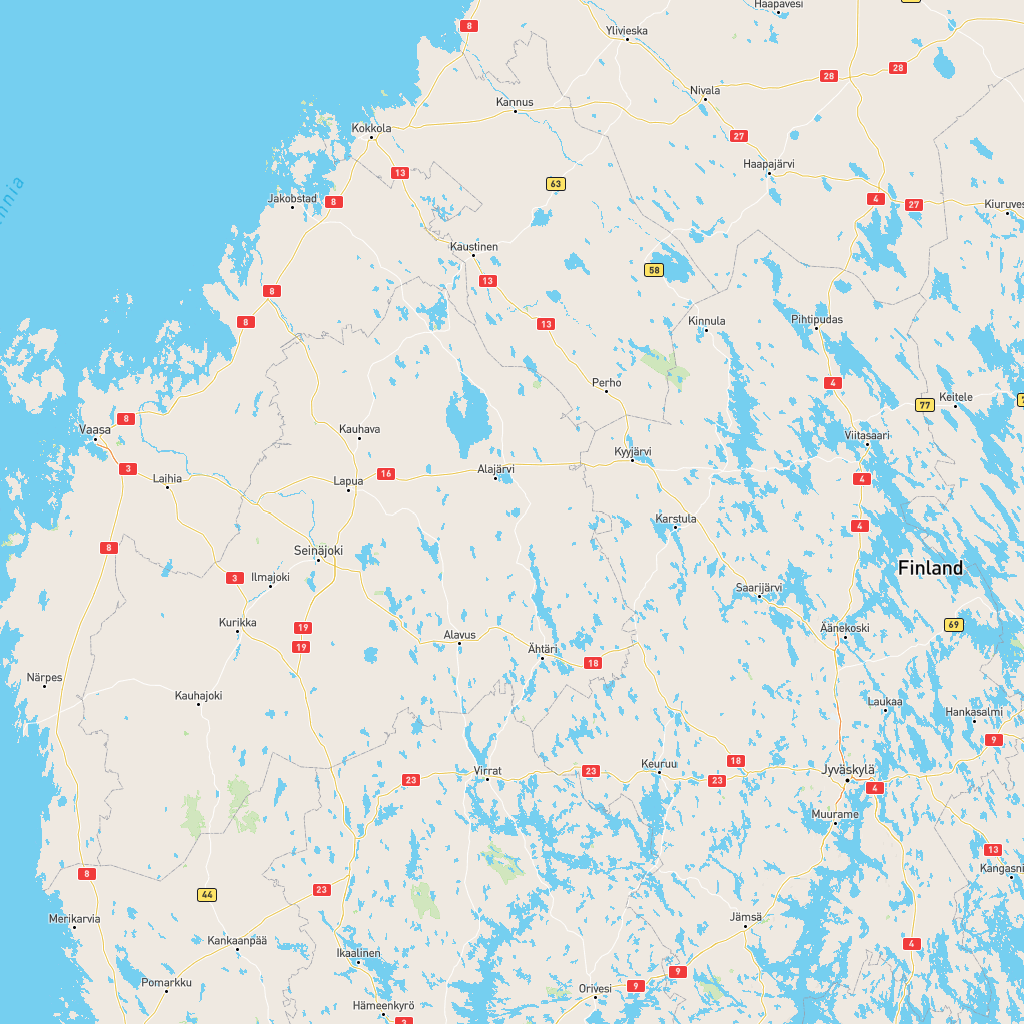 Haapavesi
8
Ylivieska
28
28
Nivala
Kannus
Kokkola
27
Haapajärvi
13
63
Jakobstad
8
4
27
Kiuruves
Kaustinen
58
13
8
8
13
Kinnula
Pihtipudas
Perho
4
77
Keitele
8
Vaasa
Kauhava
Viitasaari
3
Laihia
Lapua
16
Alajärvi
Kyyjärvi
4
Karstula
4
8
Seinäjoki
Finland
3
Ilmajoki
Saarijärvi
Kurikka
19
19
Alavus
Äänekoski
69
Ähtäri
18
Närpes
Kauhajoki
Laukaa
Hankasalmi
9
18
Virrat
23
23
Keuruu
23
Jyväskylä
4
Muurame
13
8
23
44
Kangasni
Merikarvia
Jämsä
Kankaanpää
4
Ikaalinen
9
Pomarkku
9
Orivesi
Hämeenkyrö
3